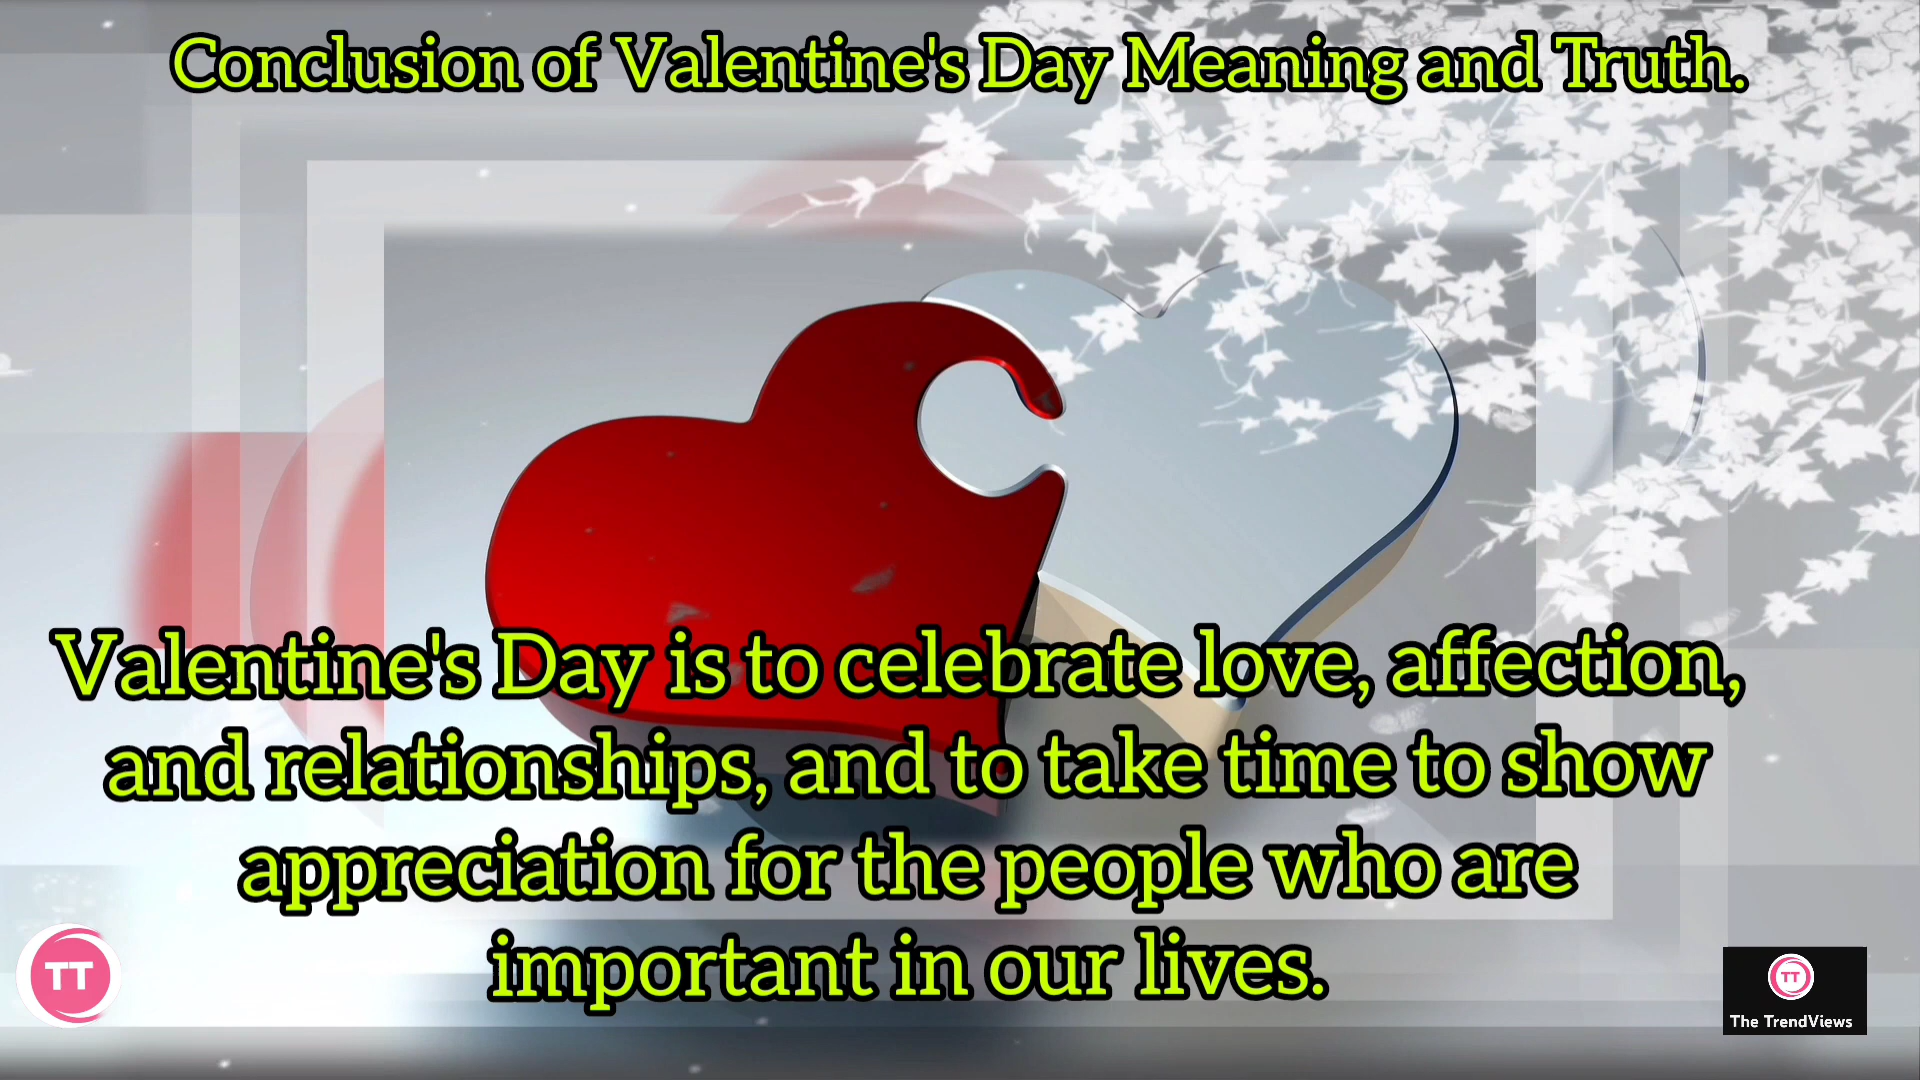 Conclusion of Valentine's Day Meaning and Truth.
Valentine's Day is to celebrate love, affection,
and relationships, and to take time to show
appreciation for the people who are
important in our lives.
TT
TT
The TrendViews